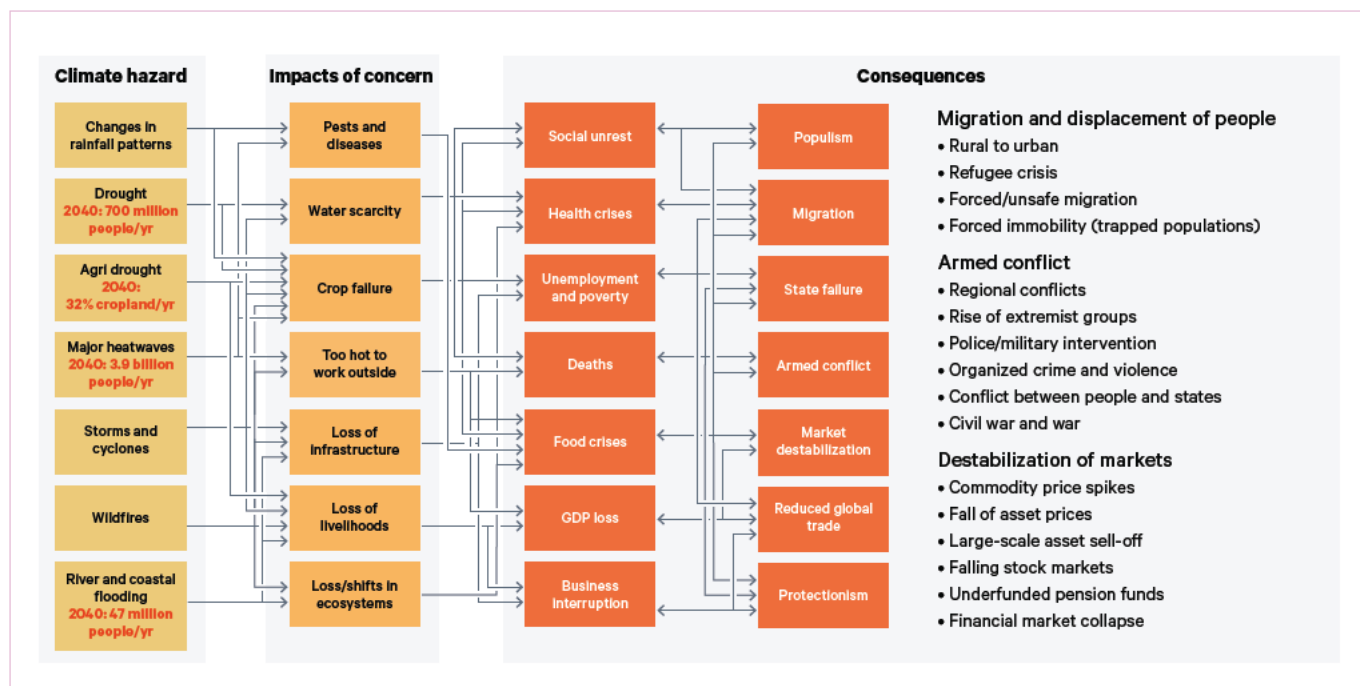 Climate hazard
Changes in
rainfall patterns
Drought
2040: 700 million
people/yr
Agri drought
2040:
32% cropland/yr
Major heatwaves
2040: 3.9 billion
people/yr
Storms and
cyclones
Wildfires
River and coastal
flooding
2040: 47 million
people/yr
Impacts of concern
Pests and
diseases
Water scarcity
Crop failure
Too hot to
work outside
Loss of
infrastructure
Loss of
livelihoods
Loss/shifts in
ecosystems
Consequences
Social unrest
Health crises
Unemployment
and poverty
Deaths
Food crises
GDP loss
Business
interruption
Populism
Migration
State failure
Armed conflict
Market
destabilization
Reduced global
trade
Protectionism
Migration and displacement of people
• Rural to urban
• Refugee crisis
• Forced/unsafe migration
• Forced immobility (trapped populations)
Armed conflict
• Regional conflicts
• Rise of extremist groups
• Police/military intervention
• Organized crime and violence
• Conflict between people and states
• Civil war and war
Destabilization of markets
• Commodity price spikes
• Fall of asset prices
• Large-scale asset sell-off
• Falling stock markets
• Underfunded pension funds
• Financial market collapse